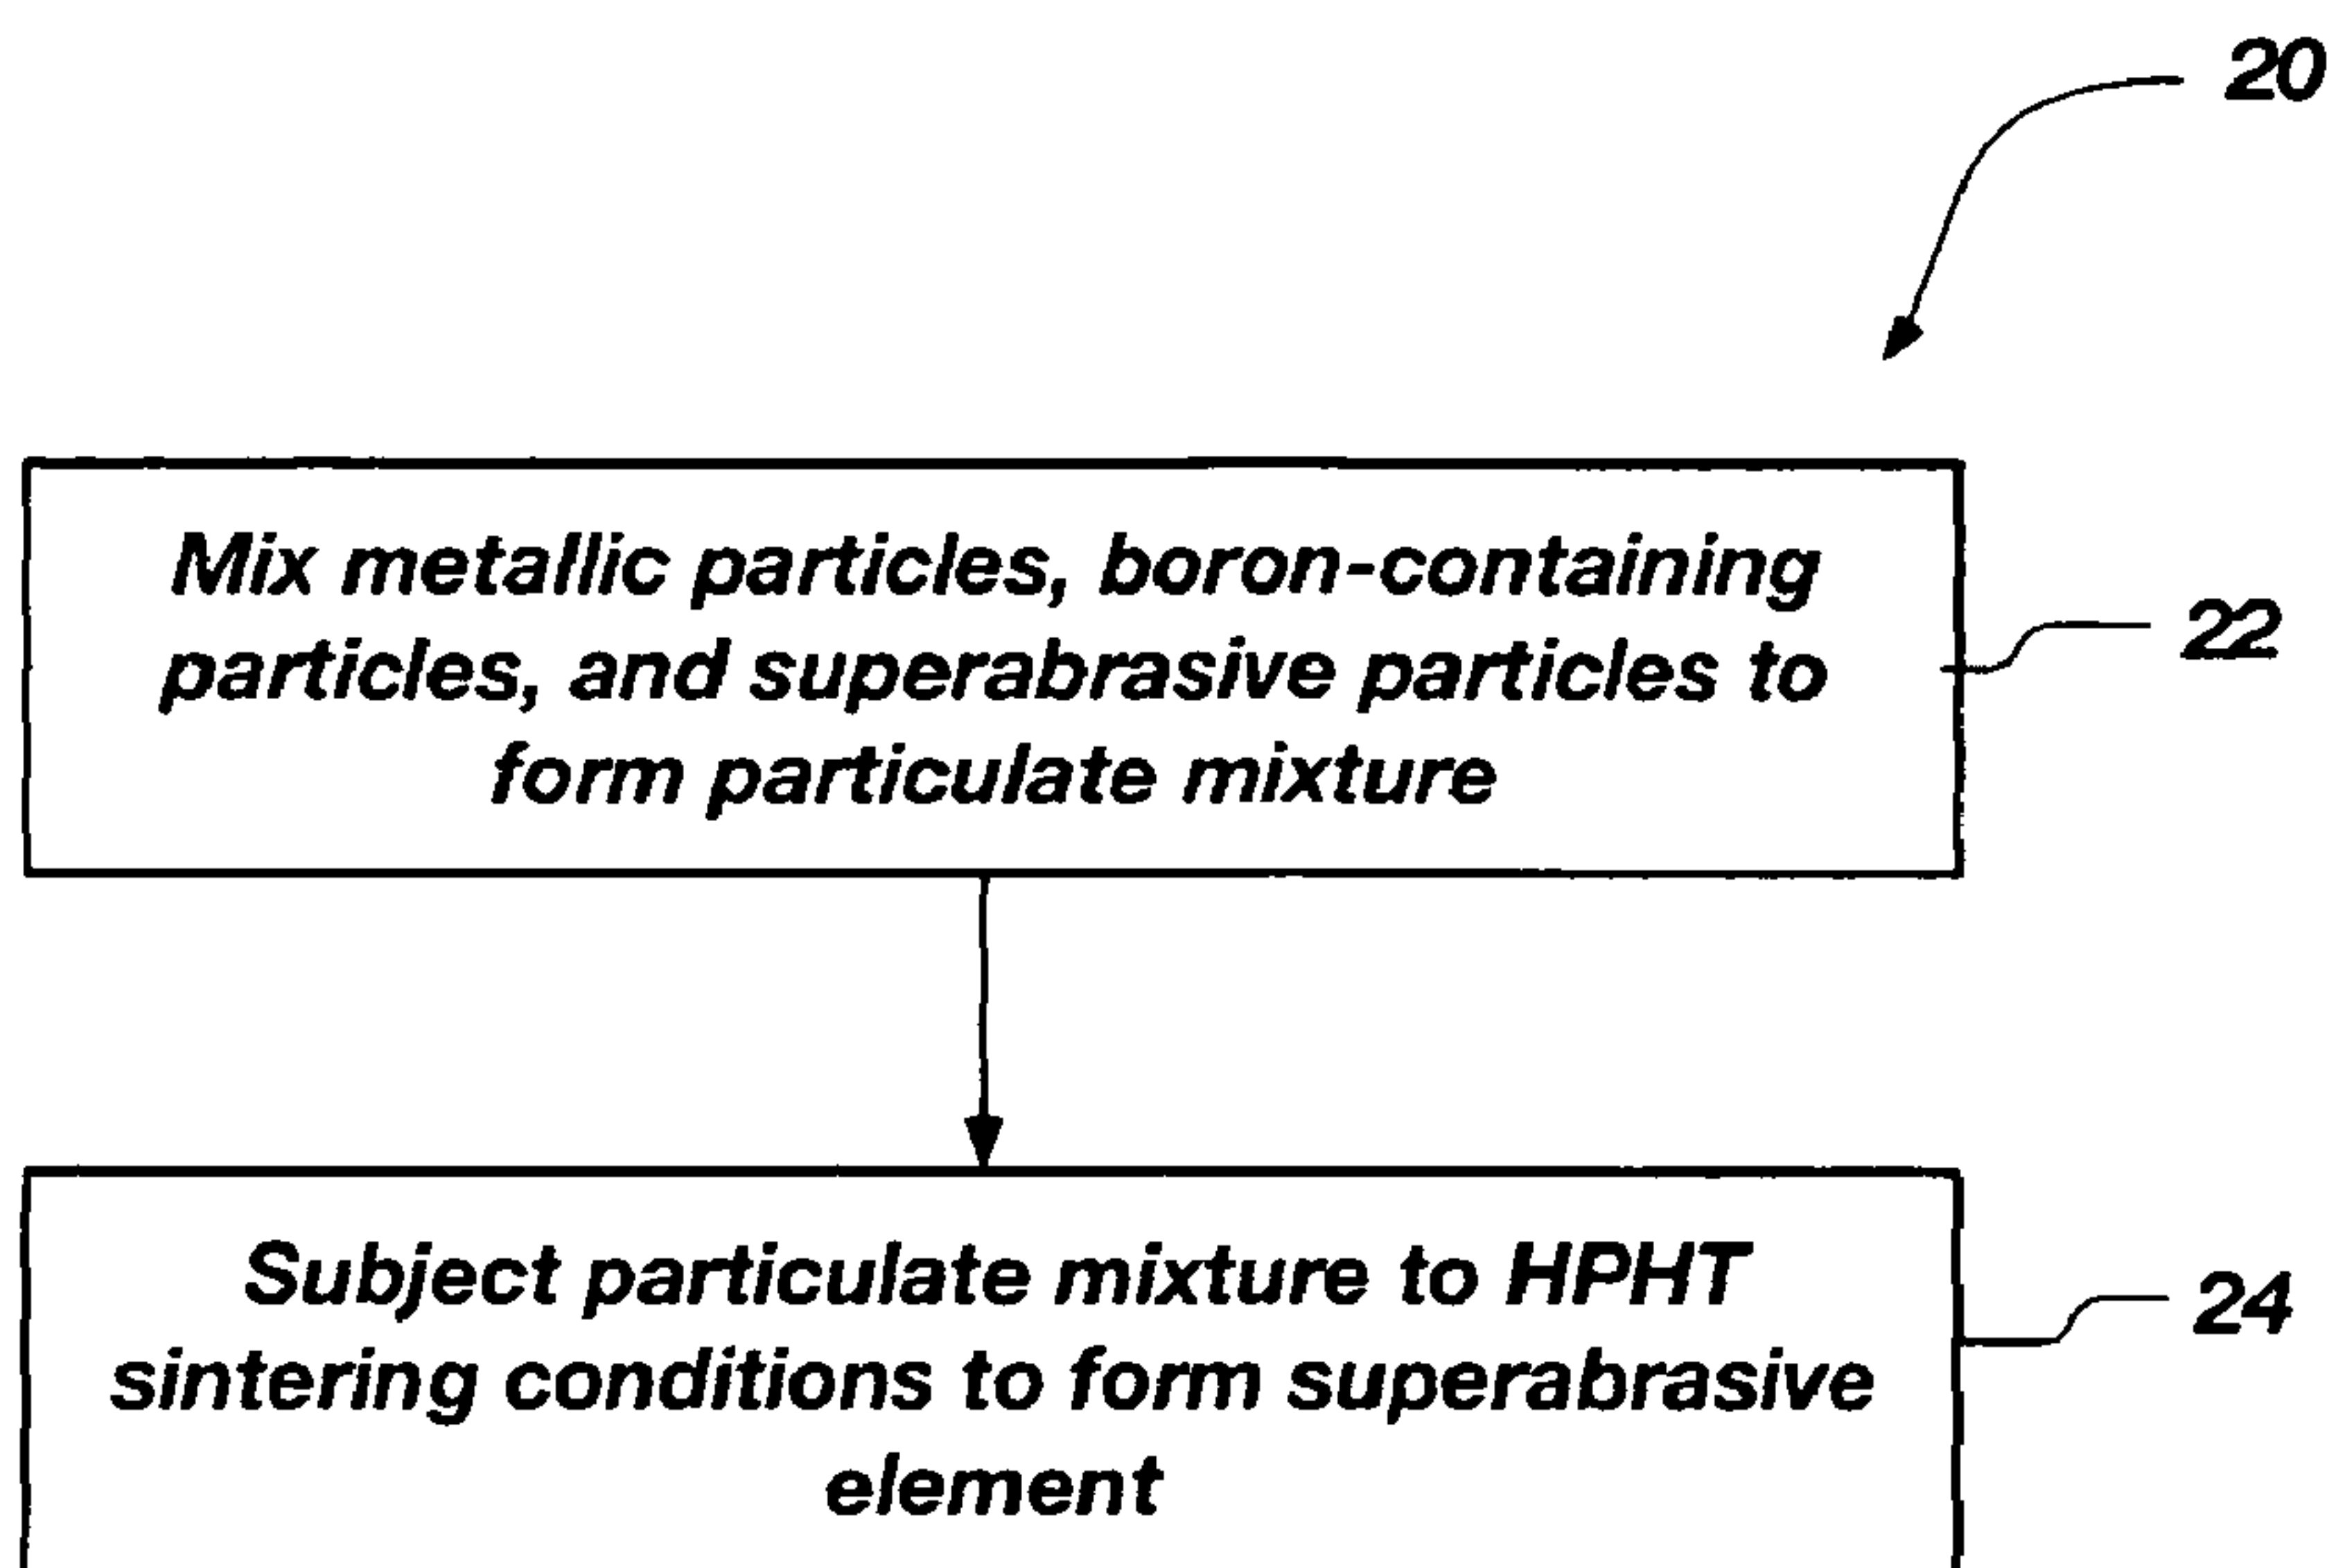 20
Mix metallic particles, boron-containing
particles, and superabrasive particles to
form particulate mixture
22
Subject particulate mixture to HPHT
sintering conditions to form superabrasive
element
24